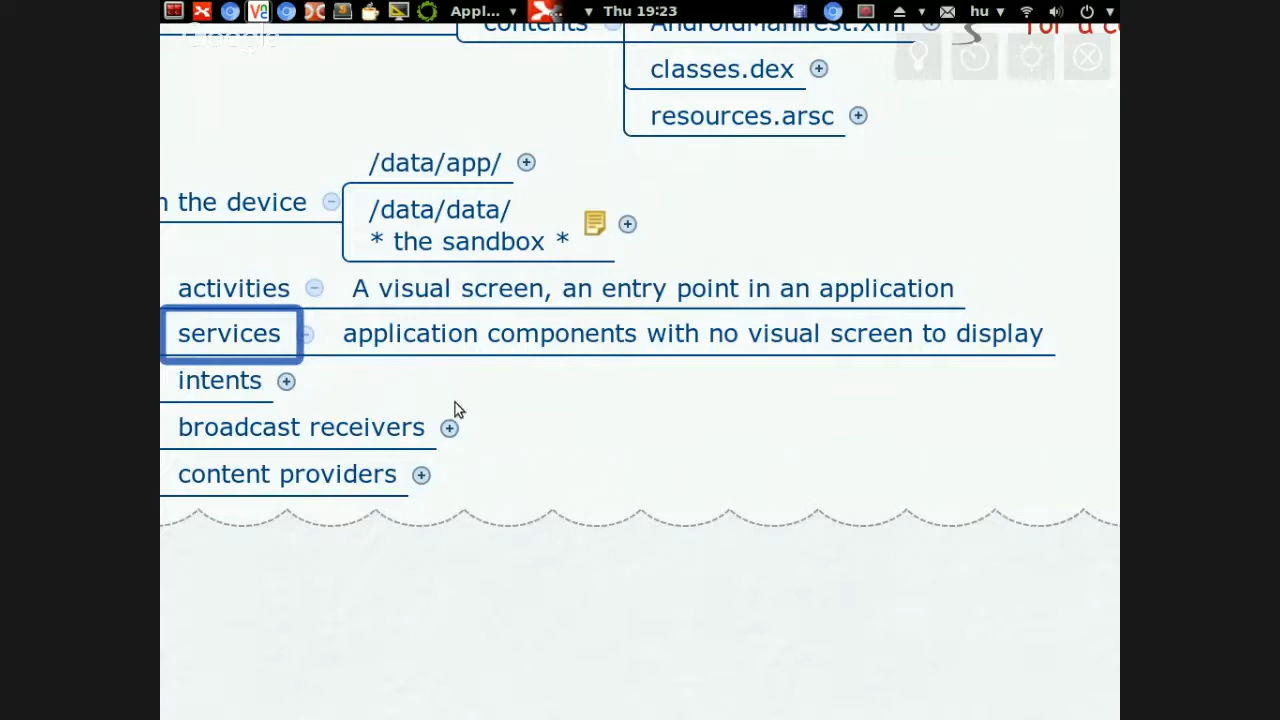 Appl...
Thu 19:23
hu
contents
AndroidManifest.xml
Google
classes.dex
resources.arsc
/data/app/
n the device
/data/data/
* the sandbox *
activities
A visual screen, an entry point in an application
services
application components with no visual screen to display
intents
broadcast receivers
content providers